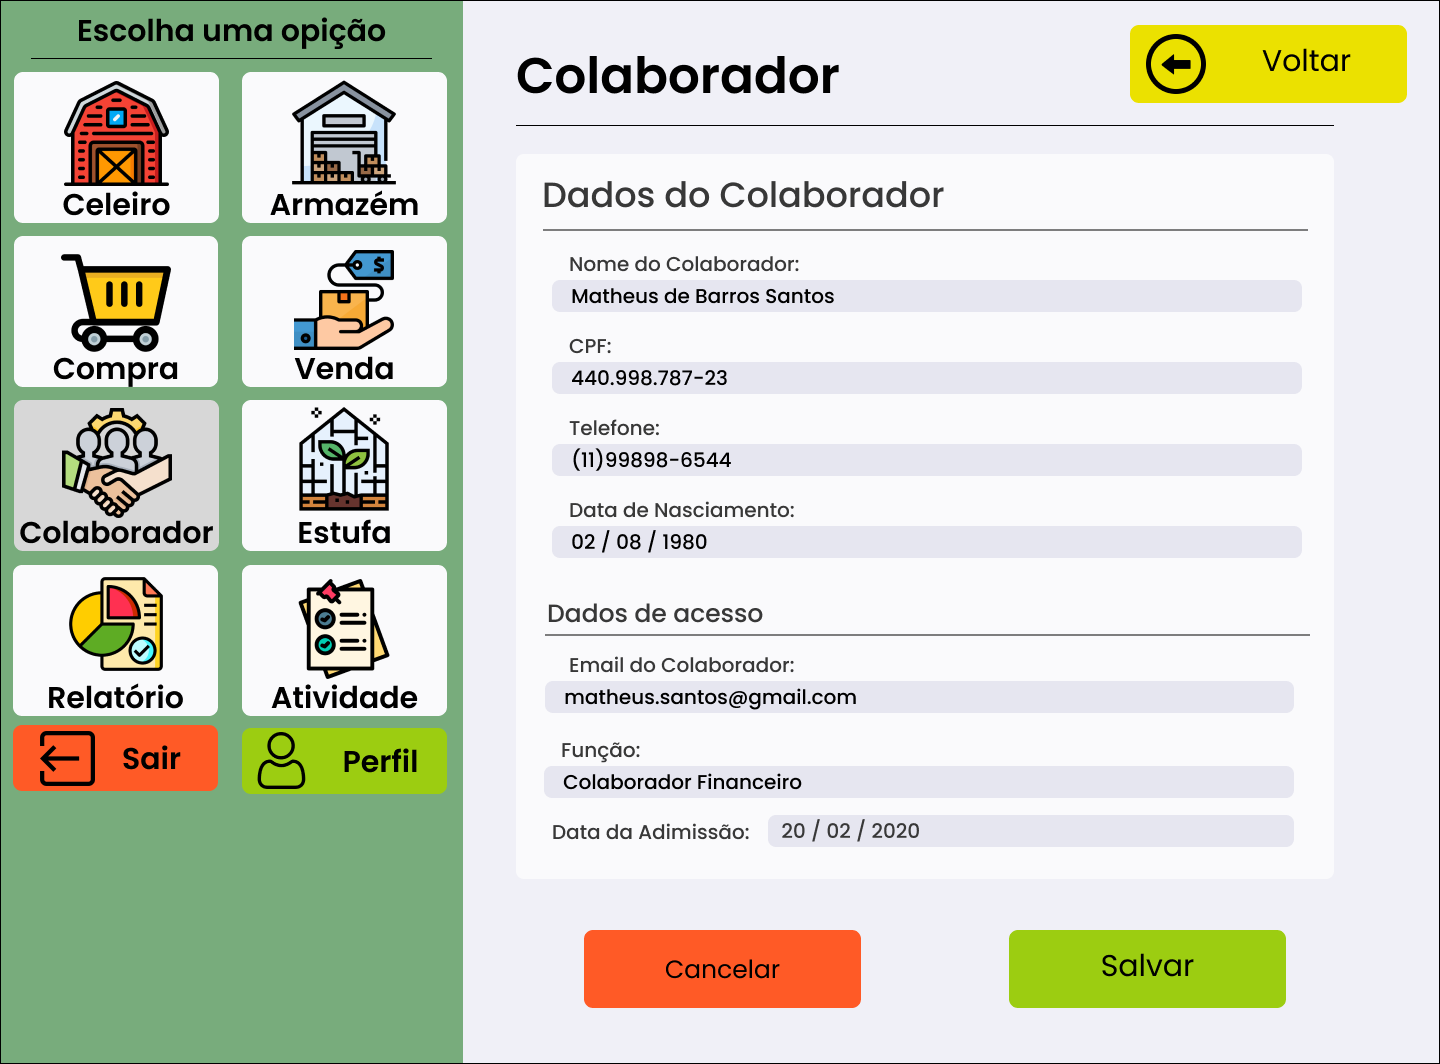 Escolha uma opição
Celeiro
Armazém
Compra
Venda
Colaborador
Estufa
Relatório
Atividade
Sair
Perfil
Colaborador
Voltar
Dados do Colaborador
Nome do Colaborador:
Matheus de Barros Santos
CPF:
440.998.787-23
Telefone:
(11)99898-6544
Data de Nasciamento:
02 / 08 / 1980
Dados de acesso
Email do Colaborador:
matheus.santos@gmail.com
Função:
Colaborador Financeiro
Data da Adimissão: 20 / 02 / 2020
Cancelar
Salvar